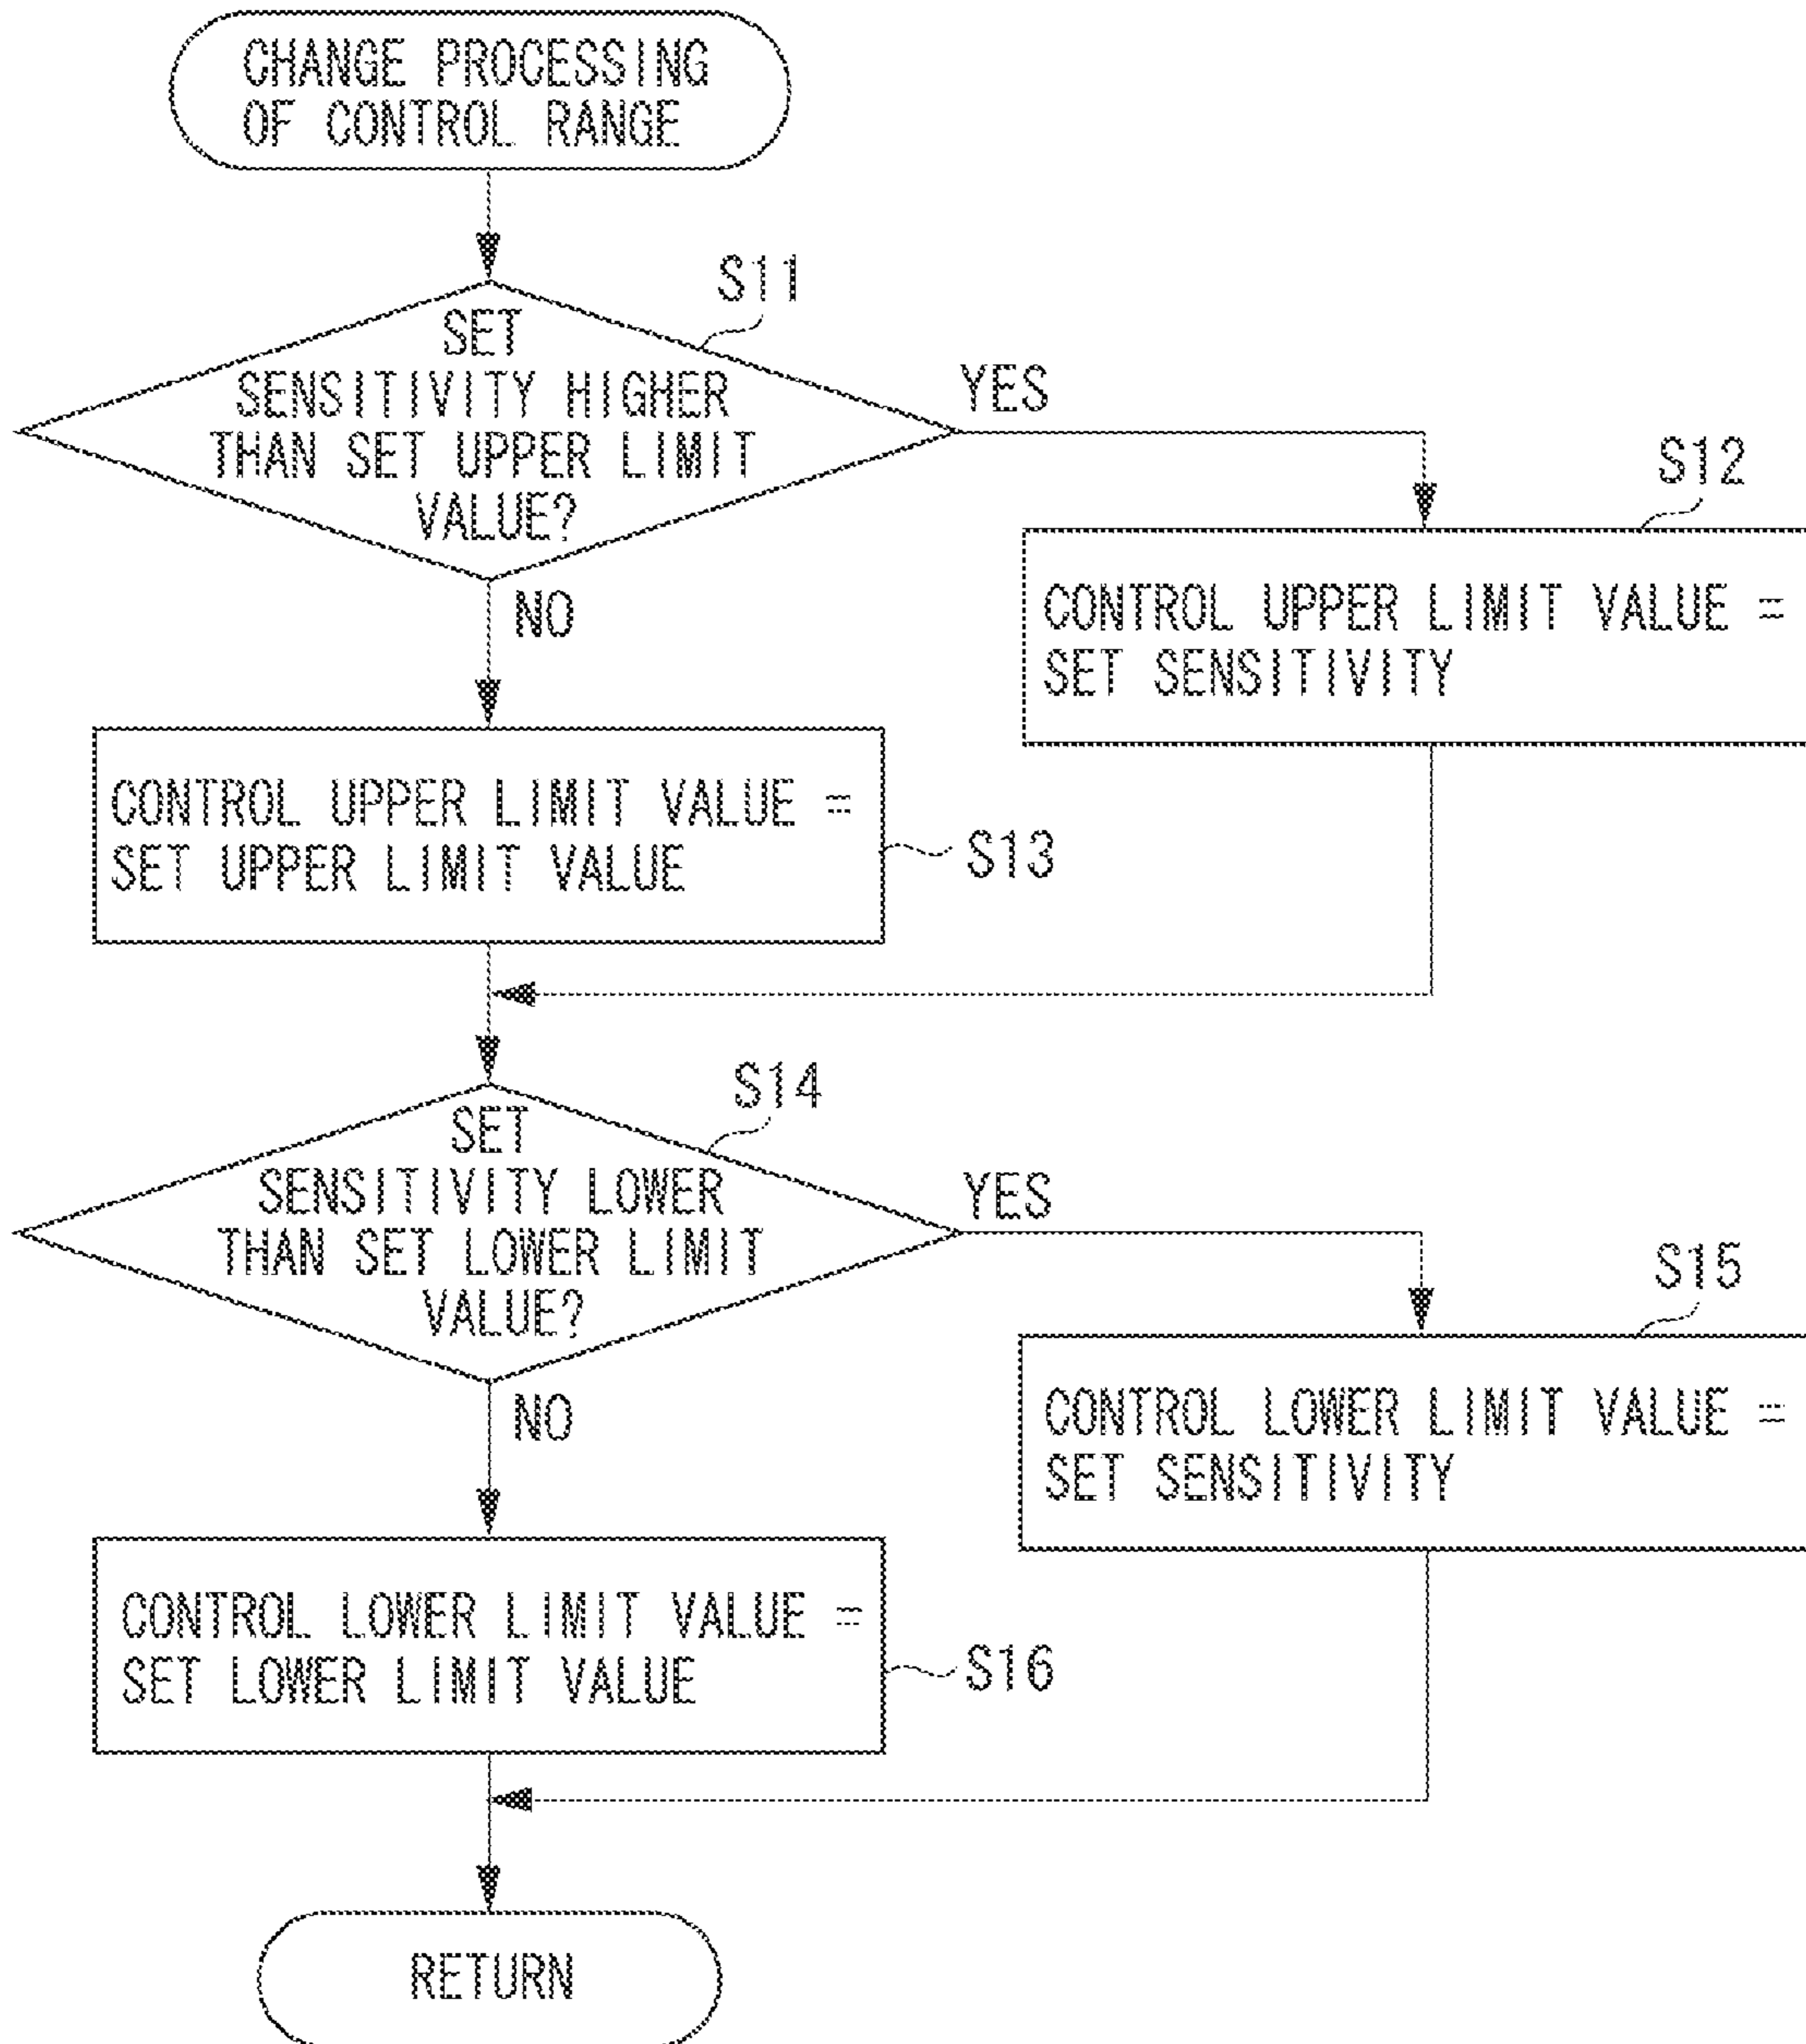 CHANGE PROCESSING
OF CONTROL RANGE
S11
SET
SENSITIVITY HIGHER
THAN SET UPPER LIMIT
VALUE?
YES
NO
S12
CONTROL UPPER LIMIT VALUE =
SET SENSITIVITY
CONTROL UPPER LIMIT VALUE =
SET UPPER LIMIT VALUE
S13
S14
SET
SENSITIVITY LOWER
THAN SET LOWER LIMIT
VALUE?
YES
NO
S15
CONTROL LOWER LIMIT VALUE =
SET SENSITIVITY
CONTROL LOWER LIMIT VALUE =
SET LOWER LIMIT VALUE
S16
RETURN